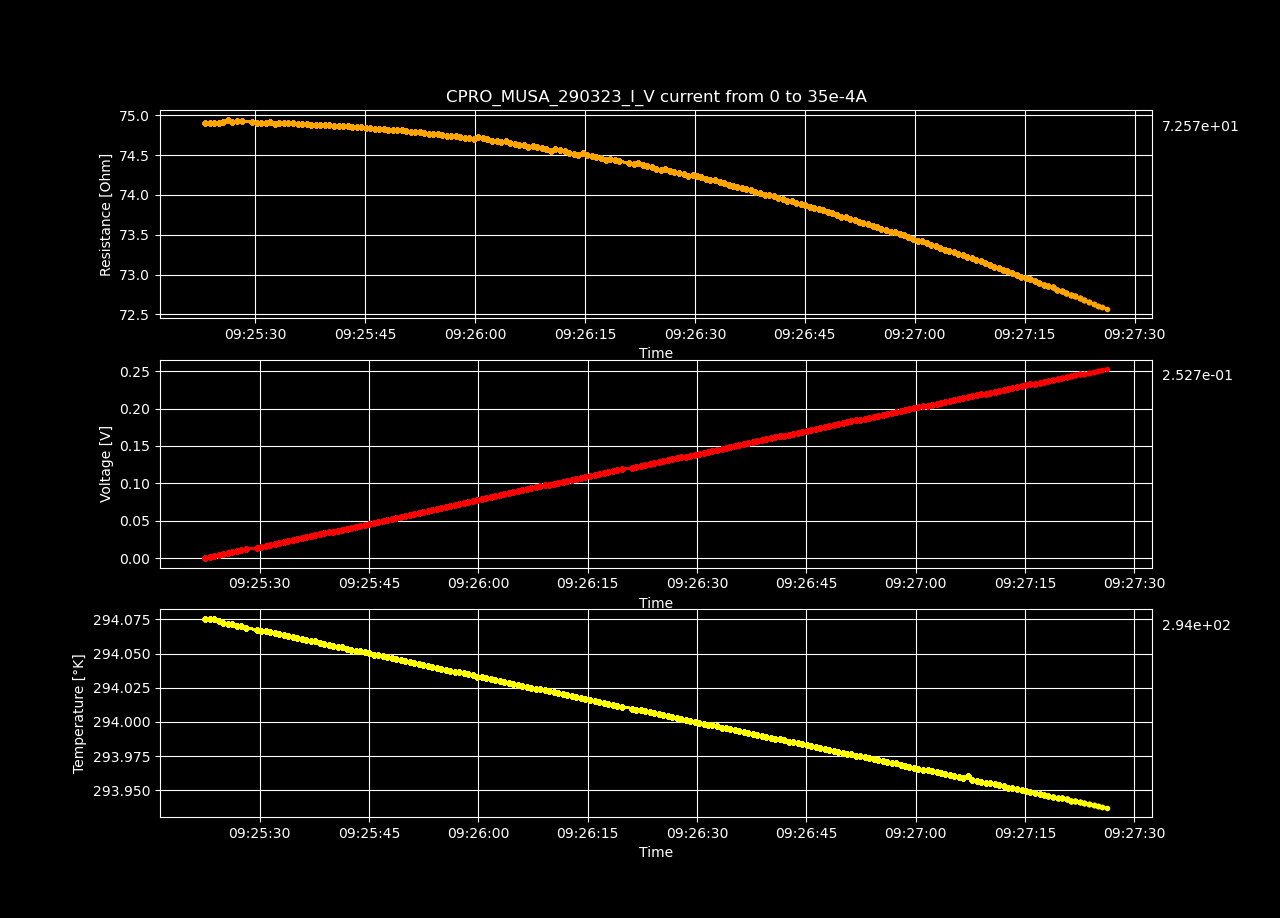 CPRO_MUSA_290323_I_V current from 0 to 35e-4A
75.0
74.5
74.0
73.5
73.0
72.5
Resistance [Ohm]
7.257e+01
09:25:30 09:25:45 09:26:00 09:26:15 09:26:30 09:26:45 09:27:00 09:27:15 09:27:30
Time
0.25
0.20
0.15
0.10
0.05
0.00
Voltage [V]
2.527e-01
09:25:30 09:25:45 09:26:00 09:26:15 09:26:30 09:26:45 09:27:00 09:27:15 09:27:30
Time
294.075
294.050
294.025
294.000
293.975
293.950
Temperature [°K]
2.94e+02
09:25:30 09:25:45 09:26:00 09:26:15 09:26:30 09:26:45 09:27:00 09:27:15 09:27:30
Time